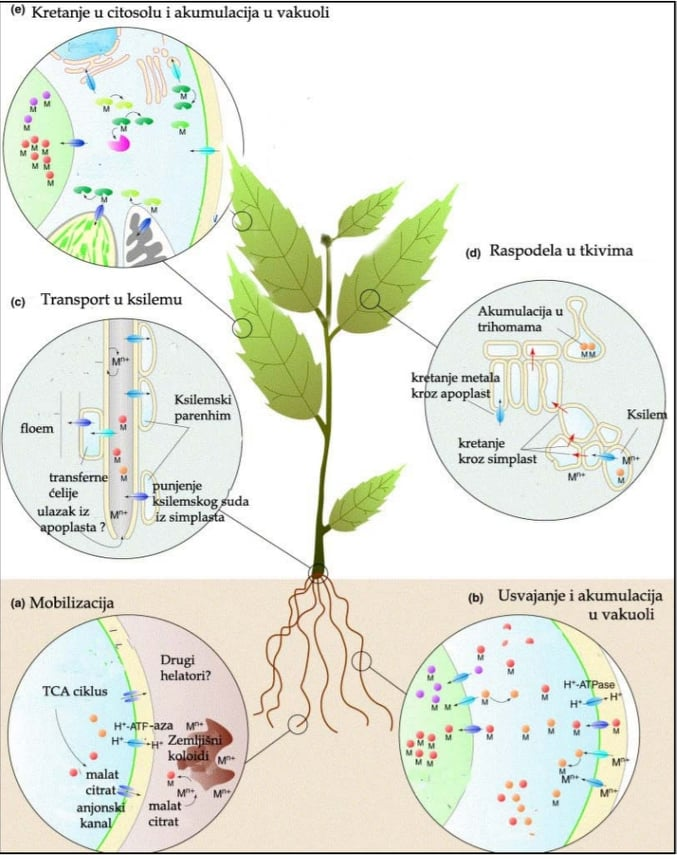 (e) Kretanje u citosolu i akumulacija u vakuoli
M M
M
M M
M M
M M
M
M
M
M
M
M
M
M
M
(d) Raspodela u tkivima
Akumulacija u
trihomama
MM
kretanje metala
kroz apoplast
Ksilem
kretanje
kroz simplast
Mn+
Mn+
M
(c) Transport u ksilemu
Mn+
Ksilemski
parenhim
floem
M
M
M
transferne
ćelije
ulazak iz
apoplasta ?
punjenje
ksilemskog suda
iz simplasta
Mn+
(a) Mobilizacija
Drugi
helatori?
TCA ciklus
H+-ATF-aza
H+
H+
Mn+
Zemljišni
koloidi
Mn+
M
Mn+
Mn+
malat
citrat
anjonski
kanal
malat
citrat
(b) Usvajanje i akumulacija
u vakuoli
M
M
M
M
M
M
M M
M
H+-ATPase
H+
H+
M
M
M
M
M
M
M
M M
M M
M M
M
Mn+
Mn+
Mn+
M
M